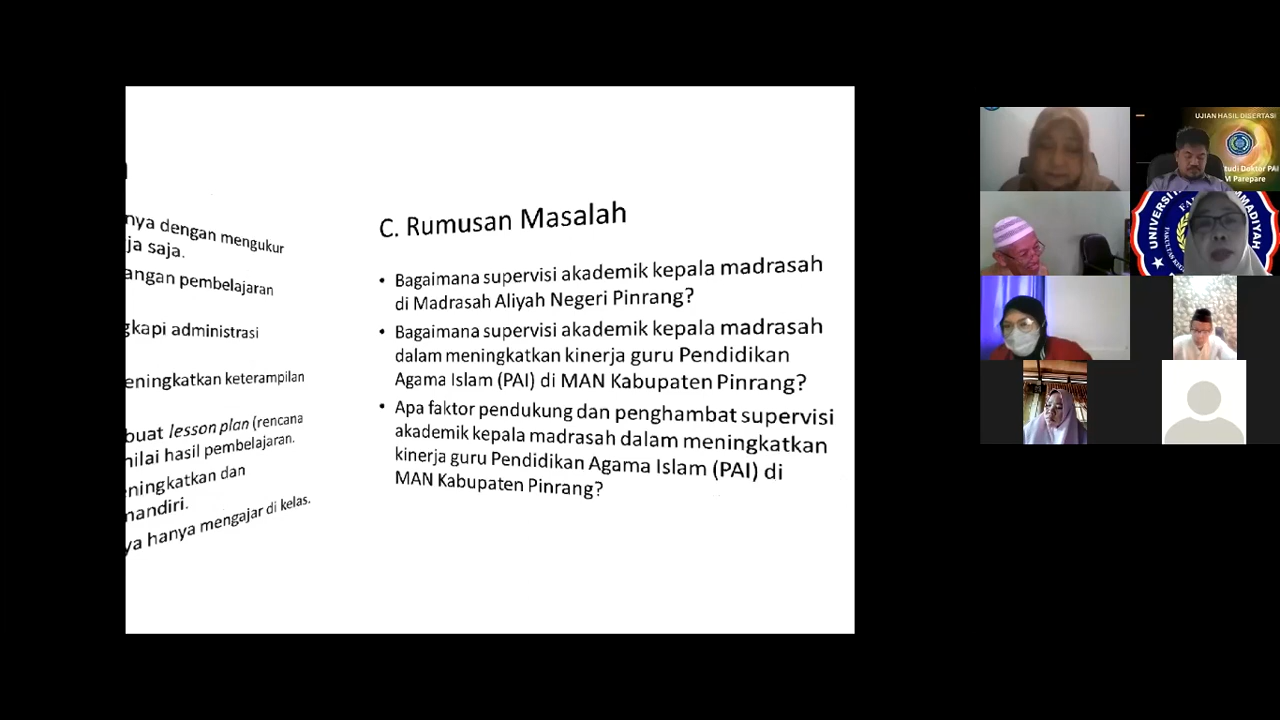 nya dengan mengukur
ja saja.
angan pembelajaran
gkapi administrasi
eningkatkan keterampilan
buat lesson plan (rencana
nilai hasil pembelajaran.
eningkatkan dan
mandiri.
ya hanya mengajar di kelas.
C. Rumusan Masalah
• Bagaimana supervisi akademik kepala madrasah
di Madrasah Aliyah Negeri Pinrang?
• Bagaimana supervisi akademik kepala madrasah
dalam meningkatkan kinerja guru Pendidikan
Agama Islam (PAI) di MAN Kabupaten Pinrang?
• Apa faktor pendukung dan penghambat supervisi
akademik kepala madrasah dalam meningkatkan
kinerja guru Pendidikan Agama Islam (PAI) di
MAN Kabupaten Pinrang?
UJIAN HASIL DISERTASI
tudi Doktor PAI
M Parepare
UNIVERSIT
MADIYAH